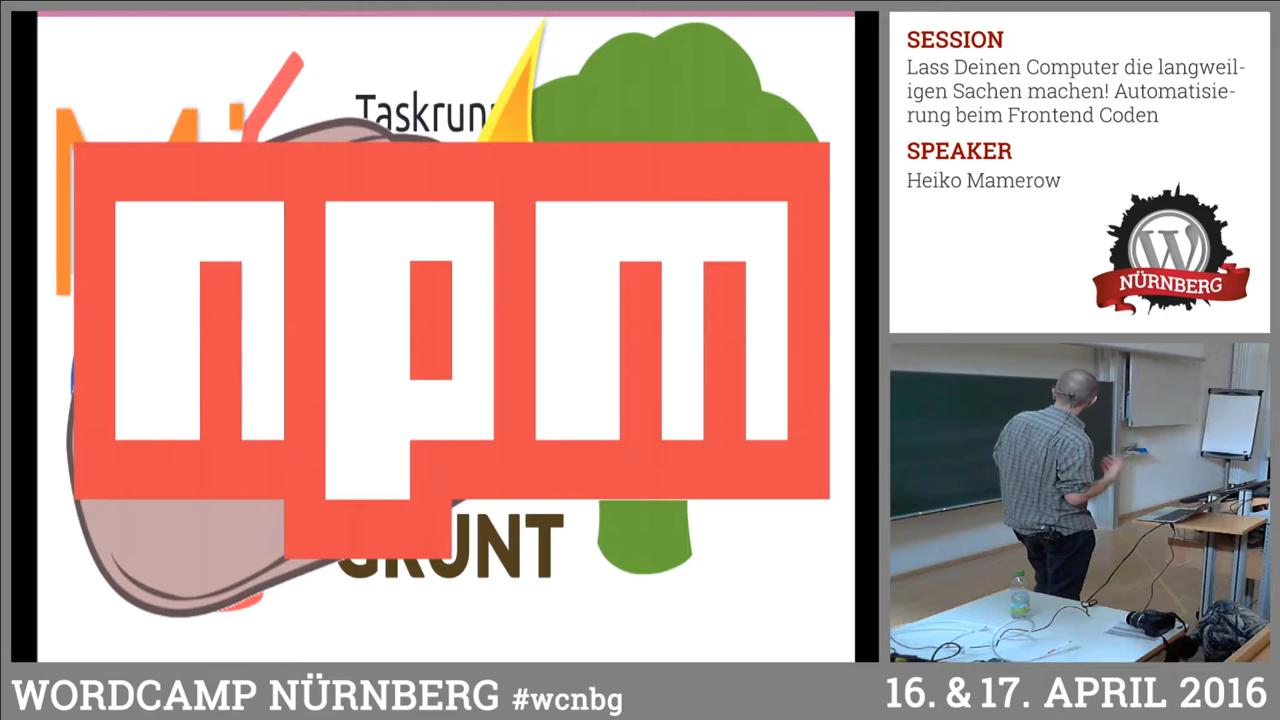 Taskrun
npm
GRUNT
SESSION
Lass Deinen Computer die langweil-
igen Sachen machen! Automatisie-
rung beim Frontend Coden
SPEAKER
Heiko Mamerow
W
NÜRNBERG
WORDCAMP NÜRNBERG #wcnbg
16. & 17. APRIL 2016